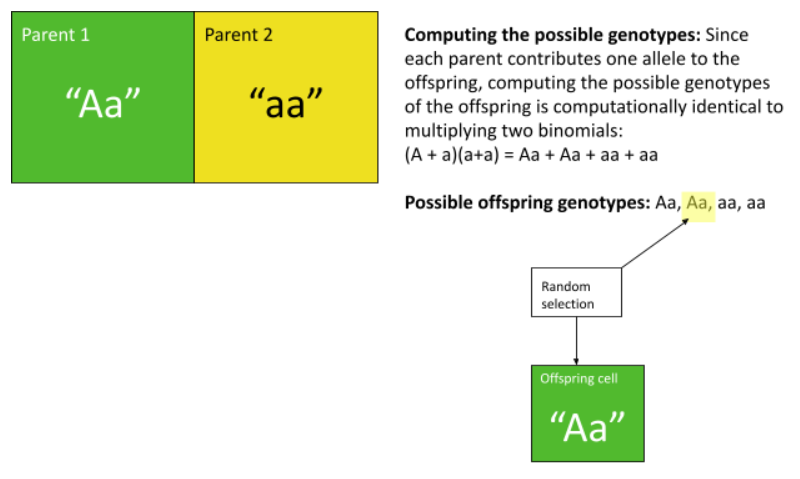 Parent 1
“Aa”
Parent 2
“aa”
Computing the possible genotypes: Since
each parent contributes one allele to the
offspring, computing the possible genotypes
of the offspring is computationally identical to
multiplying two binomials:
(A + a)(a+a) = Aa + Aa + aa + aa
Possible offspring genotypes: Aa, Aa, aa, aa
Random
selection
Offspring cell
“Aa”